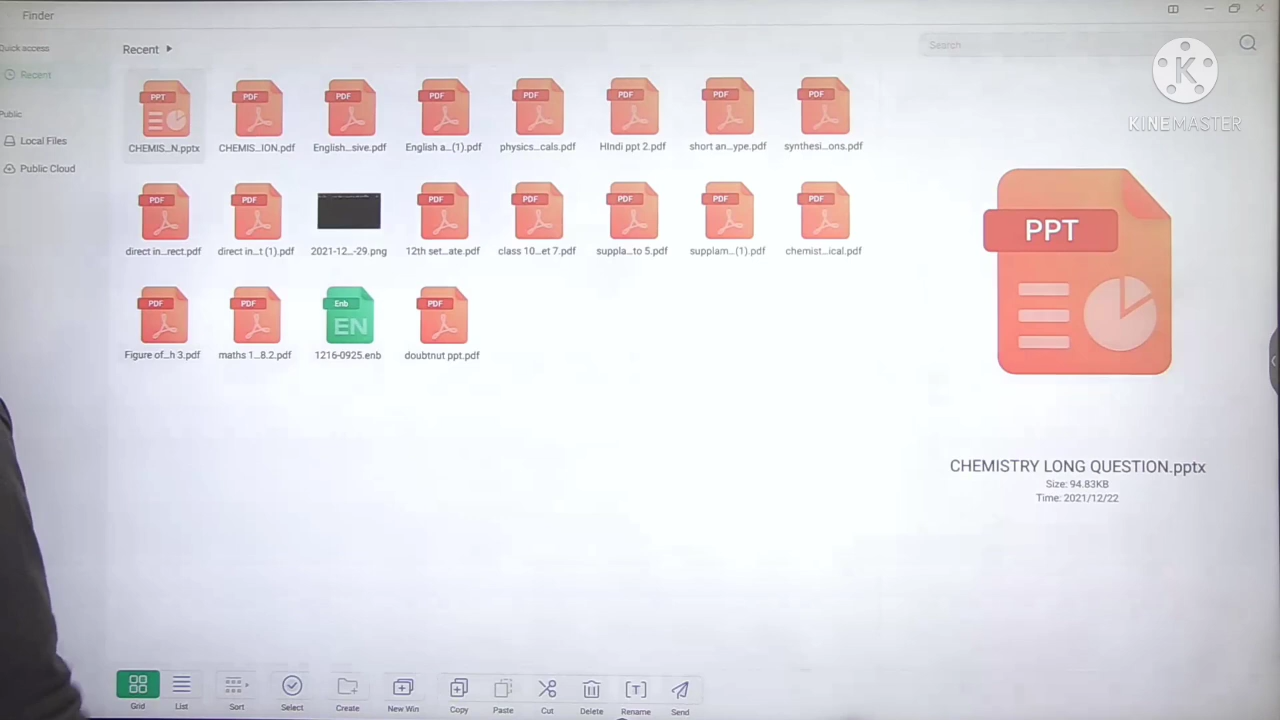 Finder
Quick access
Recent
Public
Local Files
Public Cloud
Recent
Search
K
KINEMASTER
PPT
CHEMIS...N.pptx
PDF
CHEMIS...ION.pdf
PDF
English...sive.pdf
PDF
English a...(1).pdf
PDF
physics...cals.pdf
PDF
HIndi ppt 2.pdf
PDF
short an...ype.pdf
PDF
synthesi...ons.pdf
PDF
direct in...rect.pdf
PDF
direct in...t (1).pdf
2021-12...-29.png
PDF
12th set...ate.pdf
PDF
class 10...et 7.pdf
PDF
suppla...to 5.pdf
PDF
supplam...(1).pdf
PDF
chemist...ical.pdf
PDF
Figure of...h 3.pdf
PDF
maths 1...8.2.pdf
Enb
EN
1216-0925.enb
PDF
doubtnut ppt.pdf
PPT
CHEMISTRY LONG QUESTION.pptx
Size: 94.83KB
Time: 2021/12/22
Grid
List
Sort
Select
Create
New Win
Copy
Paste
Cut
Delete
[T]
Rename
Send